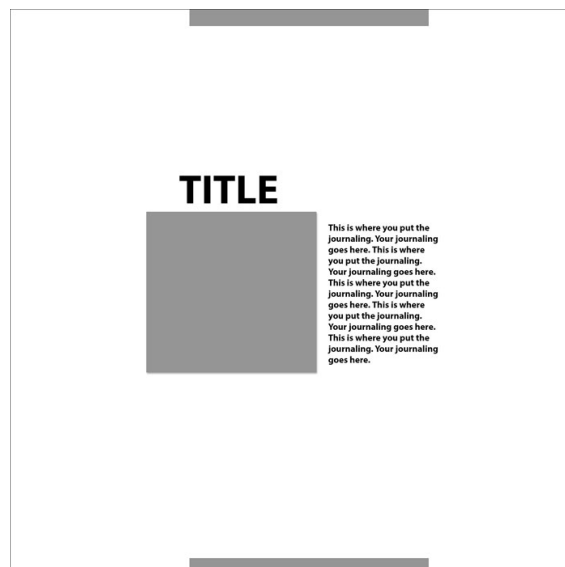 TITLE
This is where you put the
journaling. Your journaling
goes here. This is where
you put the journaling.
Your journaling goes here.
This is where you put the
journaling. Your journaling
goes here. This is where
you put the journaling.
Your journaling goes here.
This is where you put the
journaling. Your journaling
goes here.